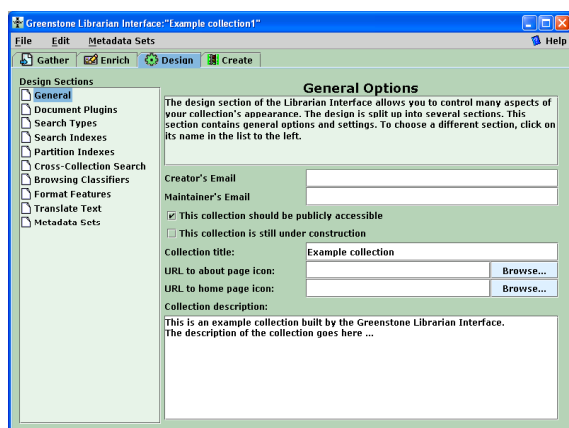 Greenstone Librarian Interface:"Example collection1"
File Edit Metadata Sets Help
Gather Enrich Design Create
Design Sections
General
Document Plugins
Search Types
Search Indexes
Partition Indexes
Cross-Collection Search
Browsing Classifiers
Format Features
Translate Text
Metadata Sets
General Options
The design section of the Librarian Interface allows you to control many aspects of
your collection's appearance. The design is split up into several sections. This
section contains general options and settings. To choose a different section, click on
its name in the list to the left.
Creator's Email
Maintainer's Email
This collection should be publicly accessible
This collection is still under construction
Collection title: Example collection
URL to about page icon: Browse...
URL to home page icon: Browse...
Collection description:
This is an example collection built by the Greenstone Librarian Interface.
The description of the collection goes here ...